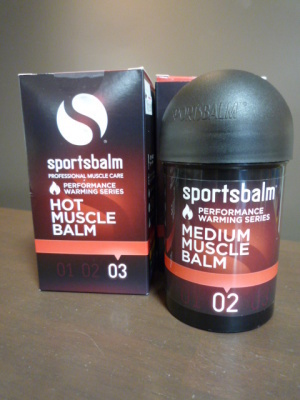 sportsbalm
PROFESSIONAL MUSCLE CARE
PERFORMANCE
WARMING SERIES
HOT
MUSCLE
BALM
01 02 03
SPORTSBALM
sportsbalm
PERFORMANCE
WARMING SERIES
MEDIUM
MUSCLE
BALM
02